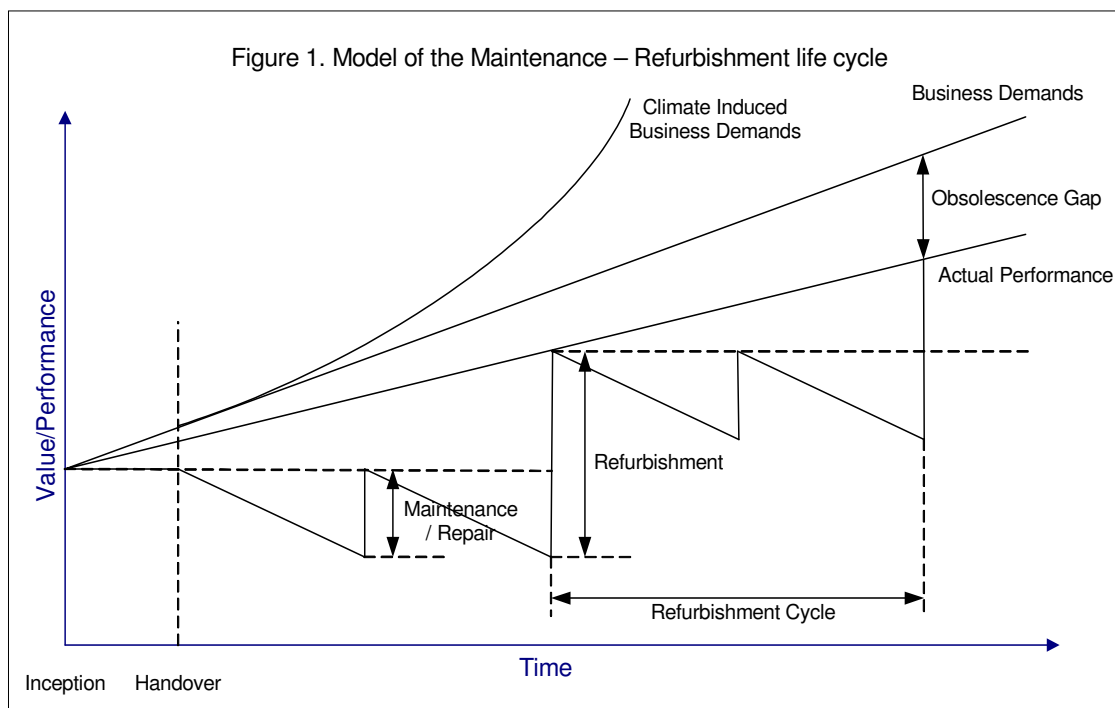 Figure 1. Model of the Maintenance – Refurbishment life cycle
Climate Induced
Business Demands
Business Demands
Obsolescence Gap
Actual Performance
Value/Performance
Refurbishment
Maintenance
/ Repair
Refurbishment Cycle
Time
Inception
Handover